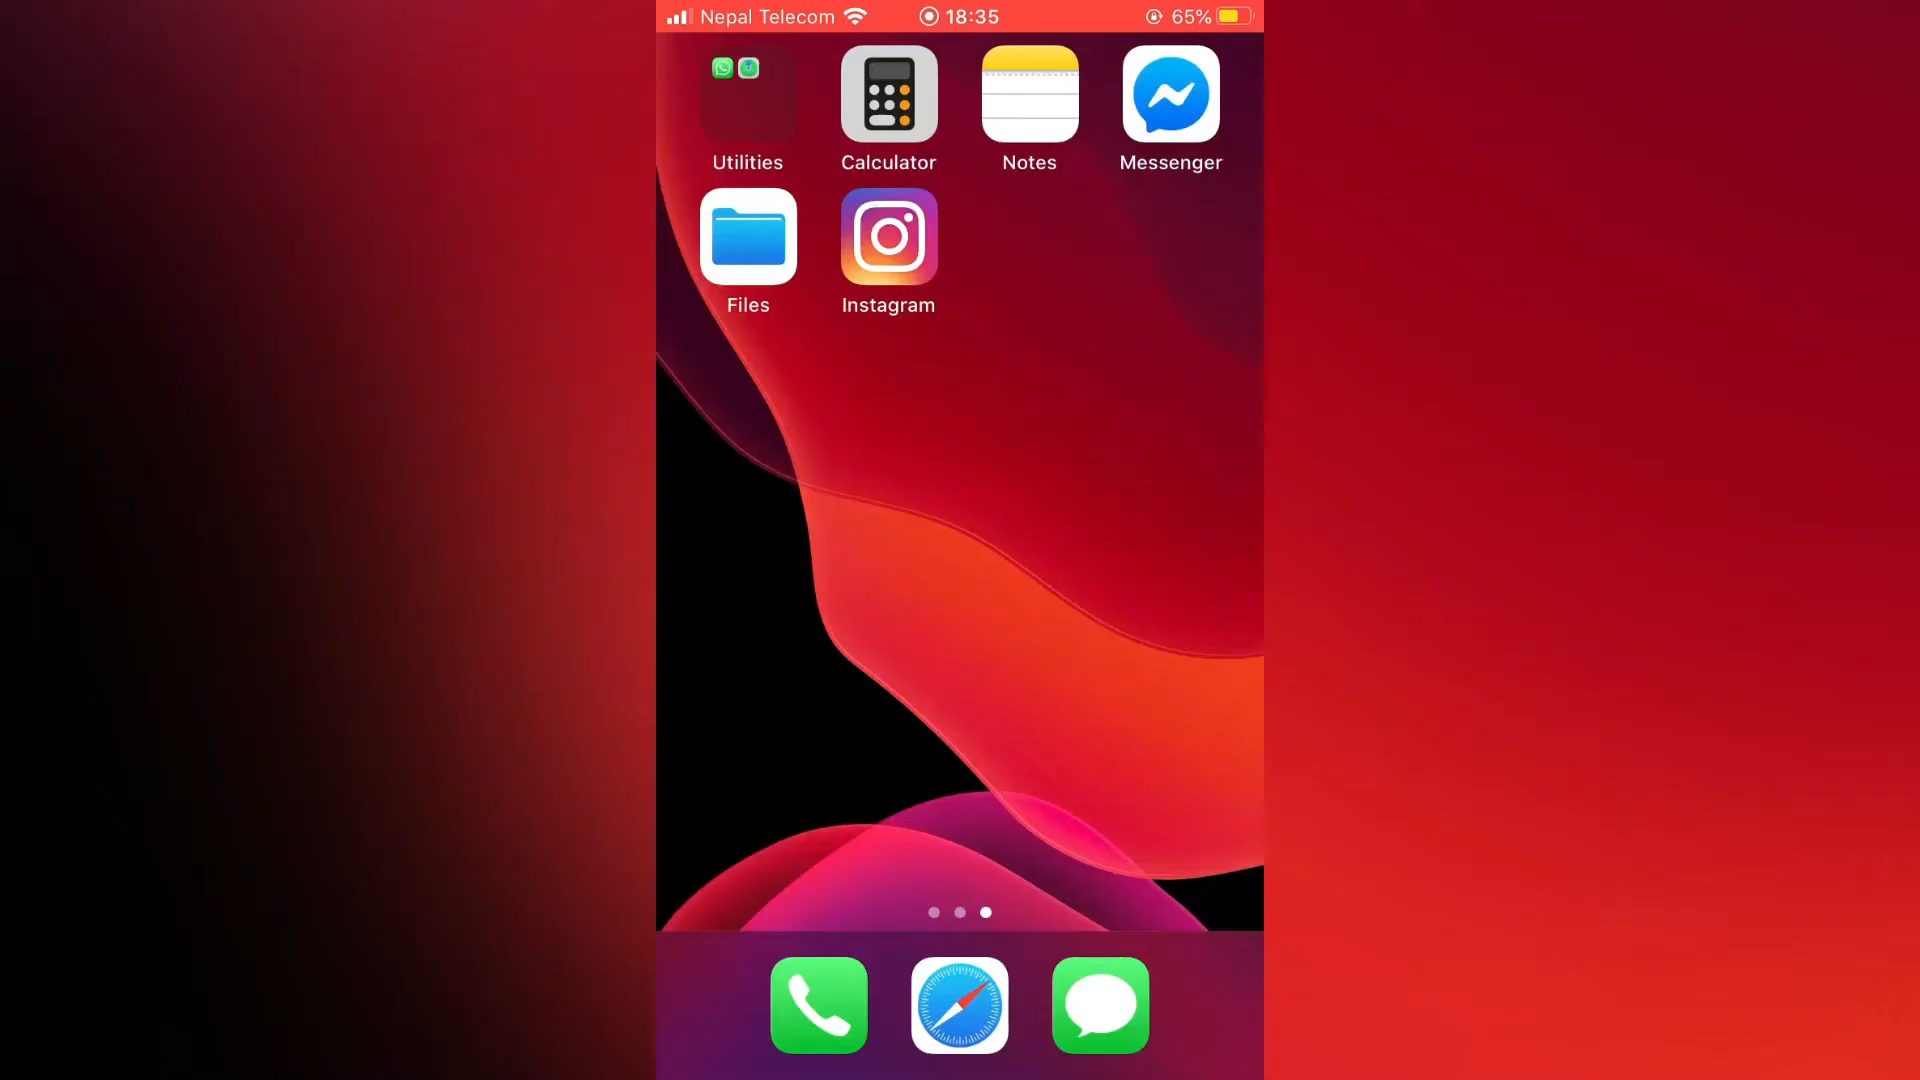 Nepal Telecom 18:35 65%
Utilities Calculator Notes Messenger
Files Instagram